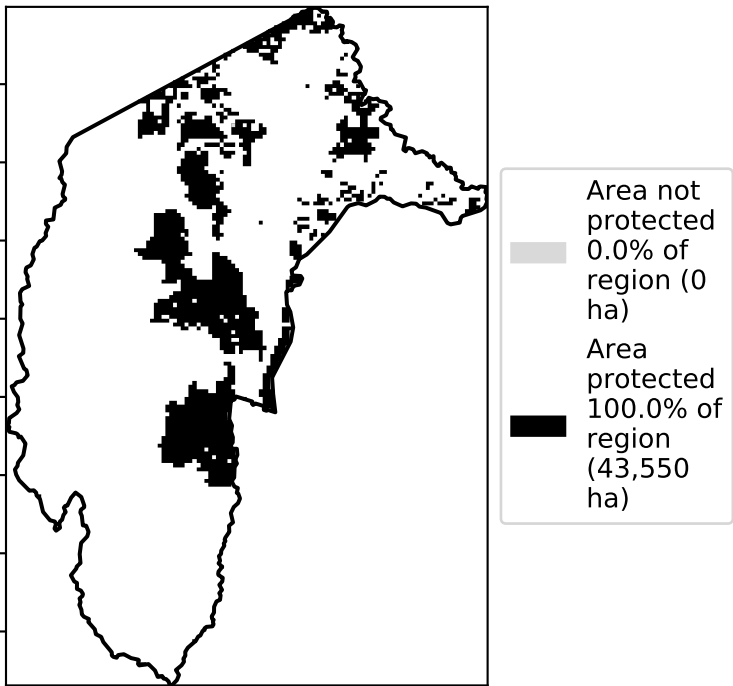 Area not
protected
0.0% of
region (0
ha)
Area
protected
100.0% of
region
(43,550
ha)